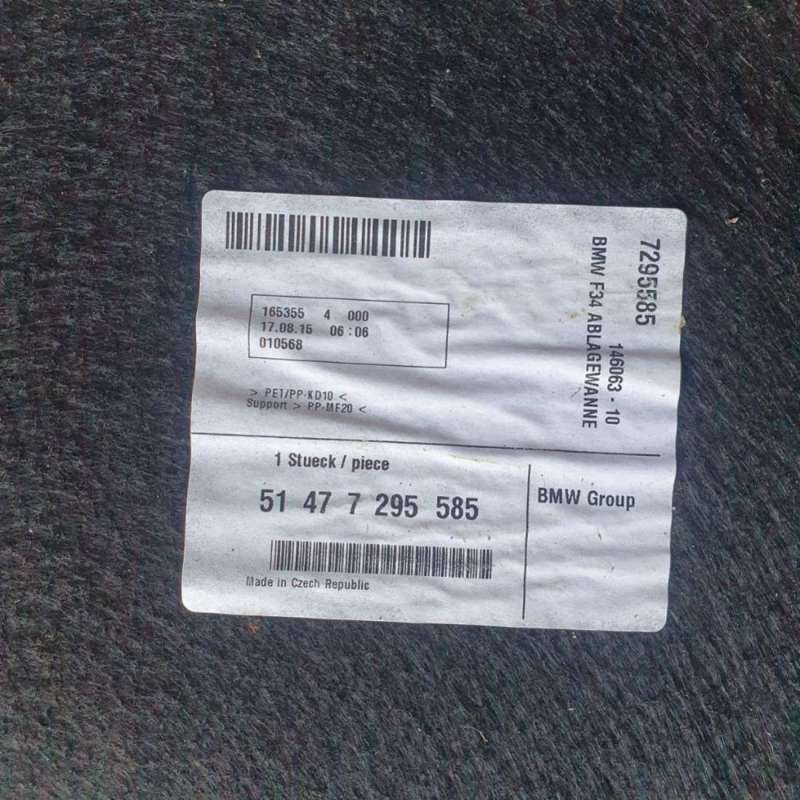 165355 4 000
17.08.15 06:06
010568
> PET/PP-KD10 <
Support > PP-MF20 <
7295585
146063 - 10
BMW F34 ABLAGEWANNE
1 Stueck / piece
51 47 7 295 585
BMW Group
Made in Czech Republic